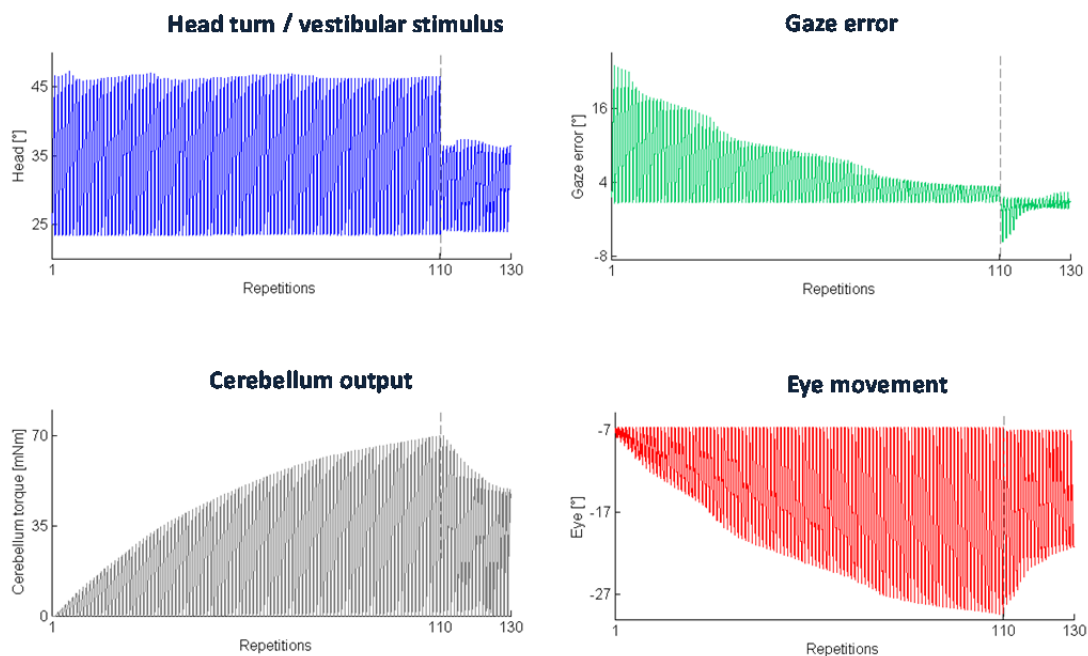 Head turn / vestibular stimulus
Head [°]
45
35
25
1
110
130
Repetitions
Gaze error
Gaze error [°]
16
4
-8
1
110
130
Repetitions
Cerebellum output
Cerebellum torque [mNm]
70
35
0
1
110
130
Repetitions
Eye movement
Eye [°]
-7
-17
-27
1
110
130
Repetitions